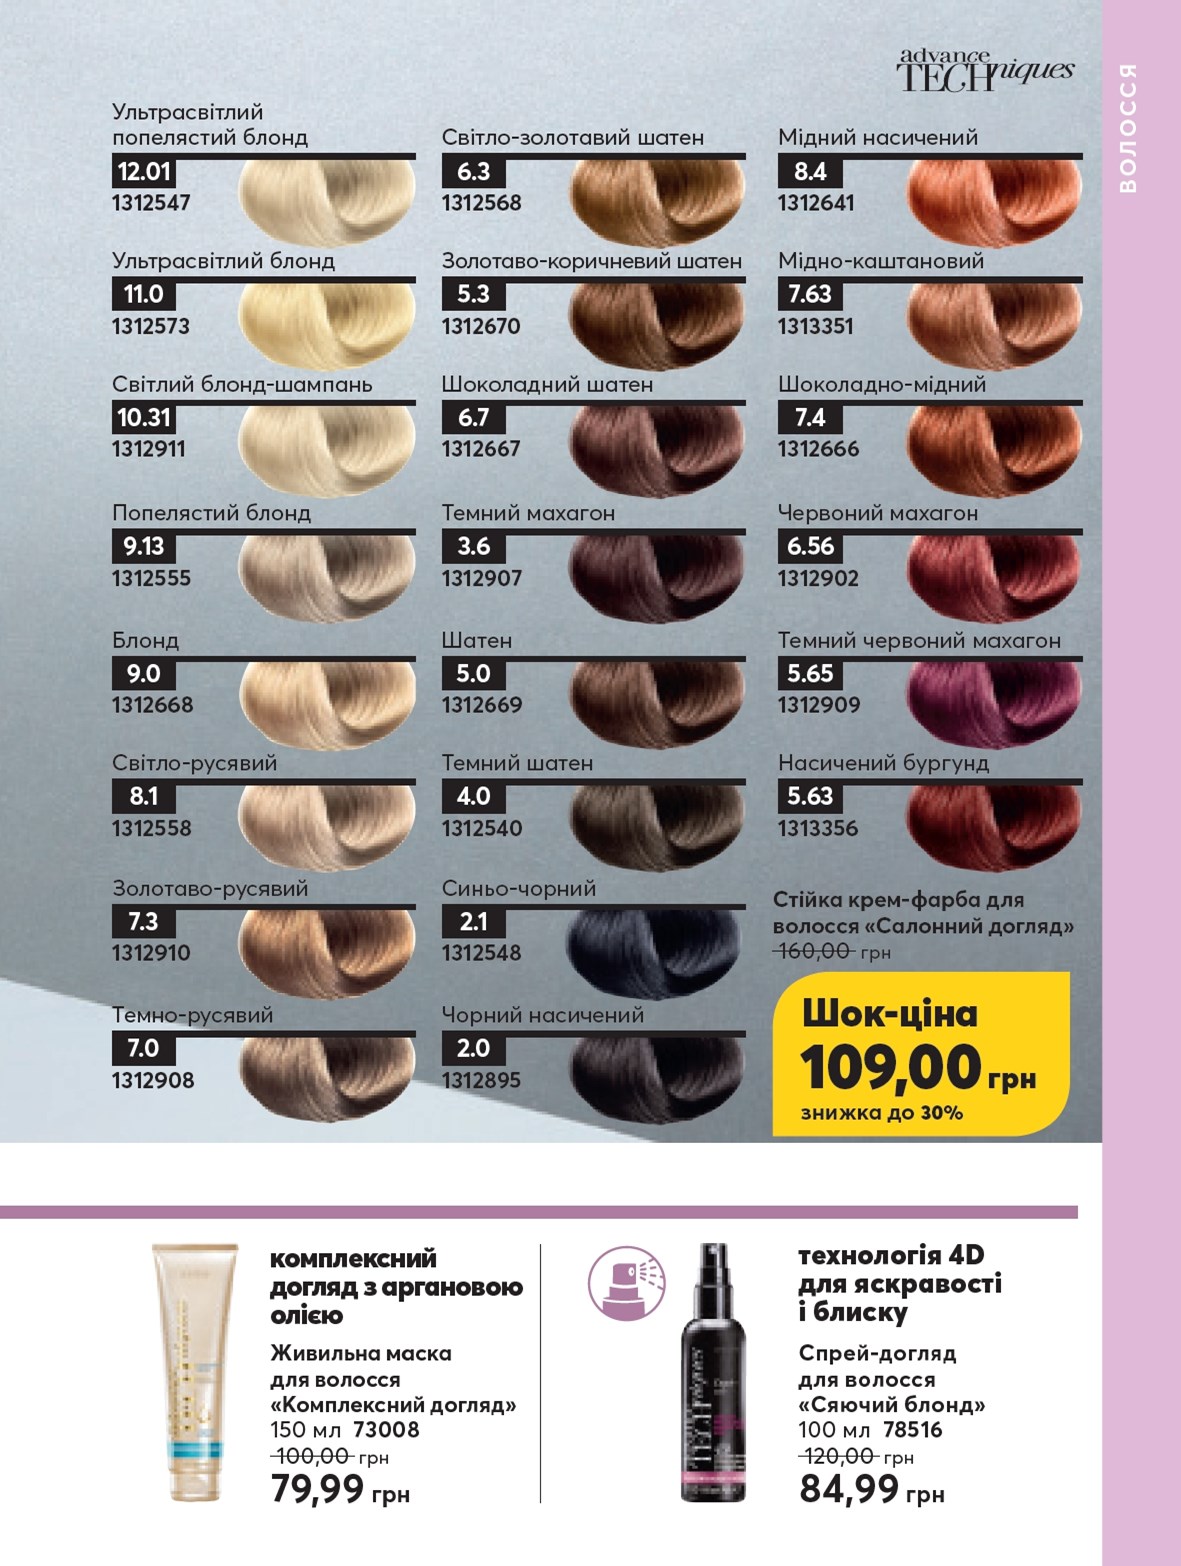 advance
TECHniques
ВОЛОССЯ
Ультрасвітлий
попелястий блонд
12.01
1312547
Ультрасвітлий блонд
11.0
1312573
Світлий блонд-шампань
10.31
1312911
Попелястий блонд
9.13
1312555
Блонд
9.0
1312668
Світло-русявий
8.1
1312558
Золотаво-русявий
7.3
1312910
Темно-русявий
7.0
1312908
Світло-золотавий шатен
6.3
1312568
Золотаво-коричневий шатен
5.3
1312670
Шоколадний шатен
6.7
1312667
Темний махагон
3.6
1312907
Шатен
5.0
1312669
Темний шатен
4.0
1312540
Синьо-чорний
2.1
1312548
Чорний насичений
2.0
1312895
Мідний насичений
8.4
1312641
Мідно-каштановий
7.63
1313351
Шоколадно-мідний
7.4
1312666
Червоний махагон
6.56
1312902
Темний червоний махагон
5.65
1312909
Насичений бургунд
5.63
1313356
Стійка крем-фарба для
волосся «Салонний догляд»
160,00 грн
Шок-ціна
109,00 грн
знижка до 30%
комплексний
догляд з аргановою
олією
Живильна маска
для волосся
«Комплексний догляд»
150 мл 73008
100,00 грн
79,99 грн
технологія 4D
для яскравості
і блиску
Спрей-догляд
для волосся
«Сяючий блонд»
100 мл 78516
120,00 грн
84,99 грн